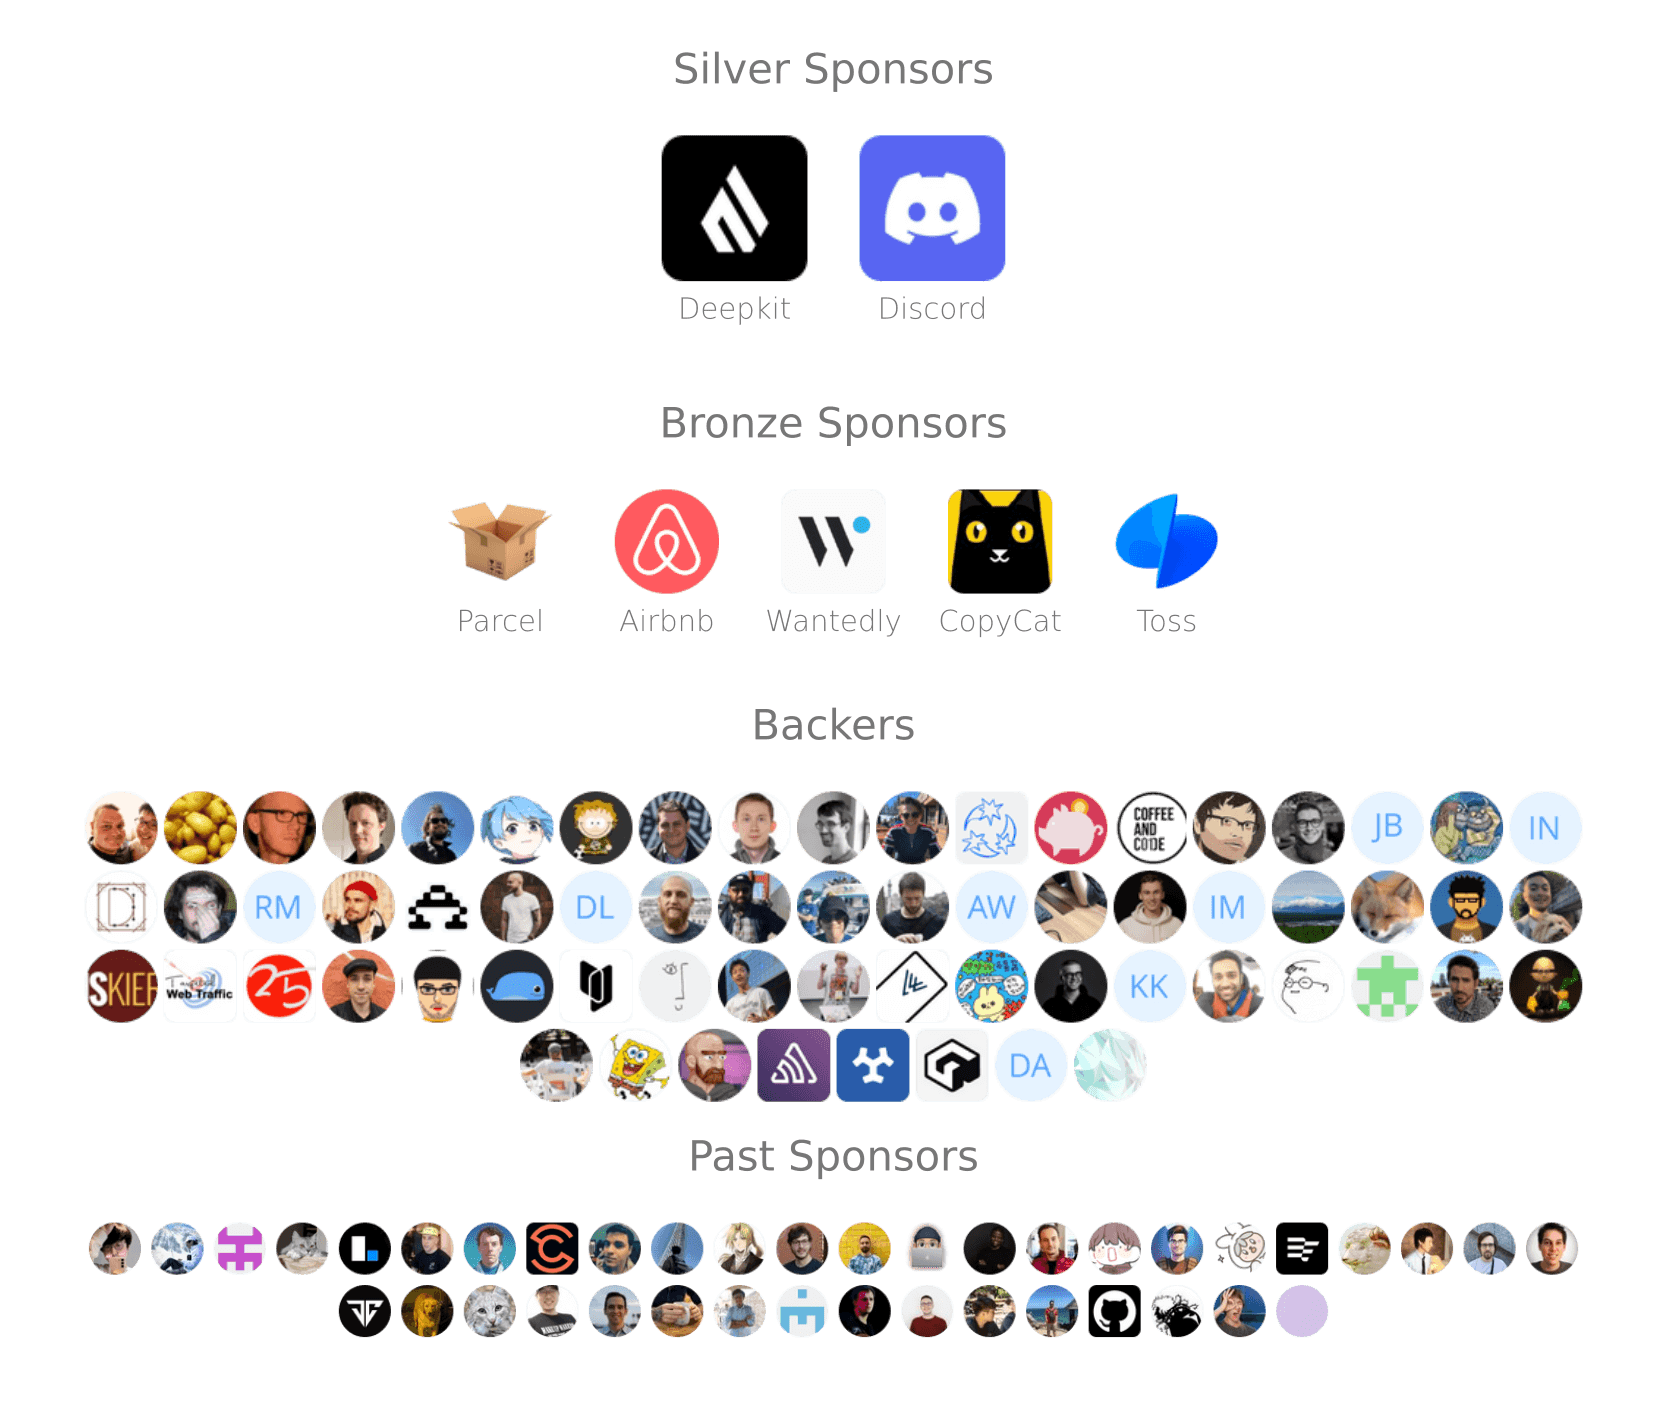 Silver Sponsors
Deepkit Discord
Bronze Sponsors
Parcel Airbnb Wantedly CopyCat Toss
Backers
COFFEE
AND
CODE
JB IN
RM DL AW IM
SKIEF
Web Traffic
25
KK
DA
Past Sponsors